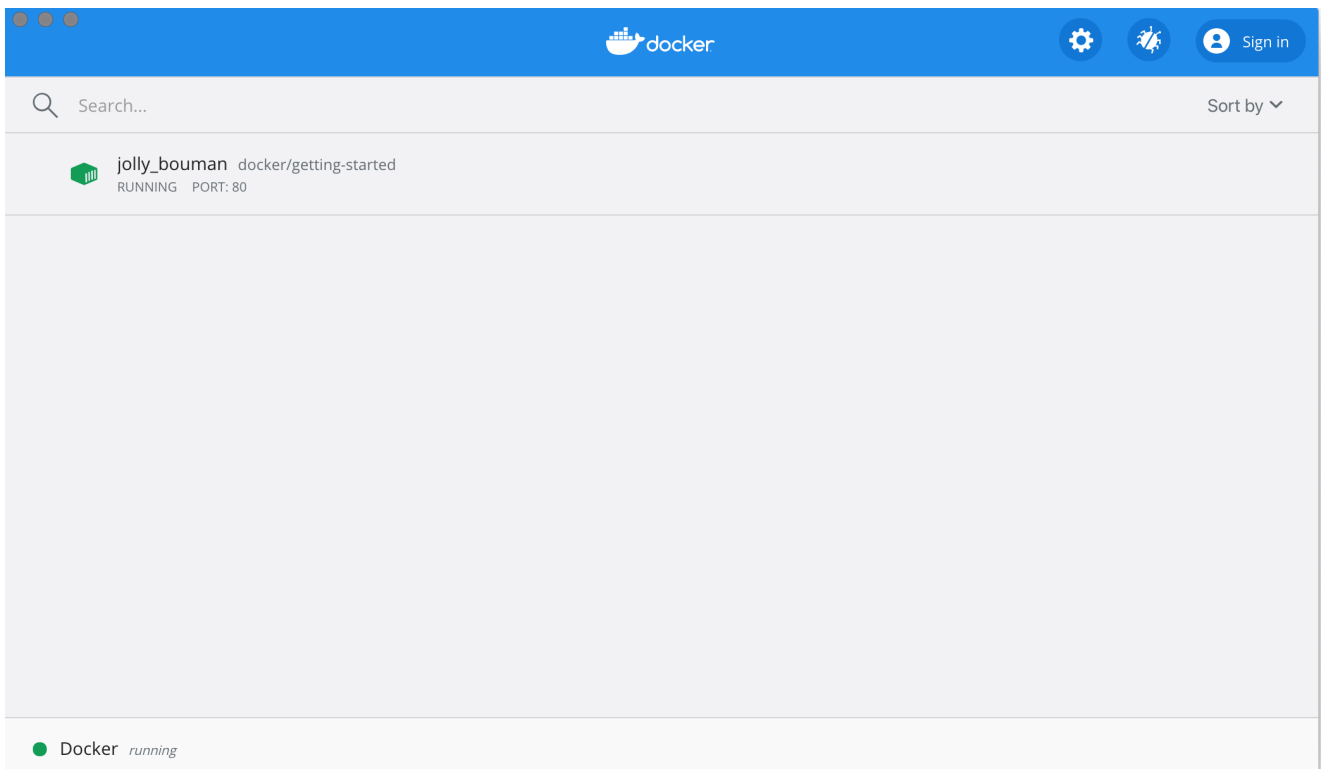 docker
Sign in
Search...
Sort by
jolly_bouman docker/getting-started
RUNNING PORT: 80
Docker running